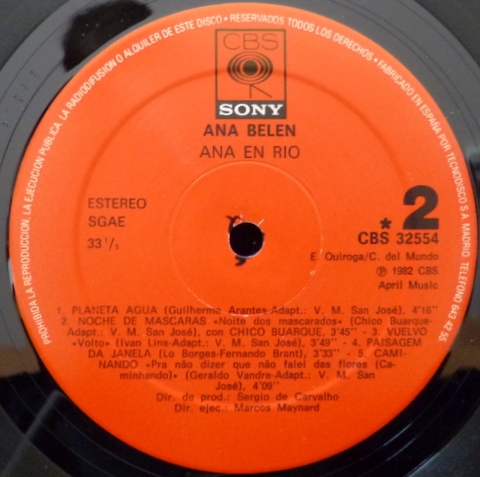 PROHIBIDA LA REPRODUCCION, LA EJECUCION PUBLICA, LA RADIODIFUSION O ALQUILER DE ESTE DISCO • RESERVADOS TODOS LOS DERECHOS • FABRICADO EN ESPAÑA POR TECNODISCO S.A. MADRID. TELEFONO 643 42 55
CBS
SONY
ANA BELEN
ANA EN RIO
ESTEREO
SGAE
33 1/3
* 2
CBS 32554
E. Quiroga/C. del Mundo
℗ 1982 CBS
April Music
1. PLANETA AGUA (Guilherme Arantes-Adapt.: V. M. San José), 4'16"
2. NOCHE DE MASCARAS «Noite dos mascarados» (Chico Buarque-
Adapt.: V. M. San José), con CHICO BUARQUE, 3'45" - 3. VUELVO
«Volto» (Ivan Lins-Adapt.: V. M. San José), 3'49" - 4. PAISAGEM
DA JANELA (Lo Borges-Fernando Brant), 3'33" - 5. CAMI-
NANDO «Pra não dizer que não falei das flores (Ca-
minhando)» (Geraldo Vandre-Adapt.: V. M. San
José), 4'09"
Dir. de prod.: Sergio de Carvalho
Dir. ejec.: Marcos Maynard